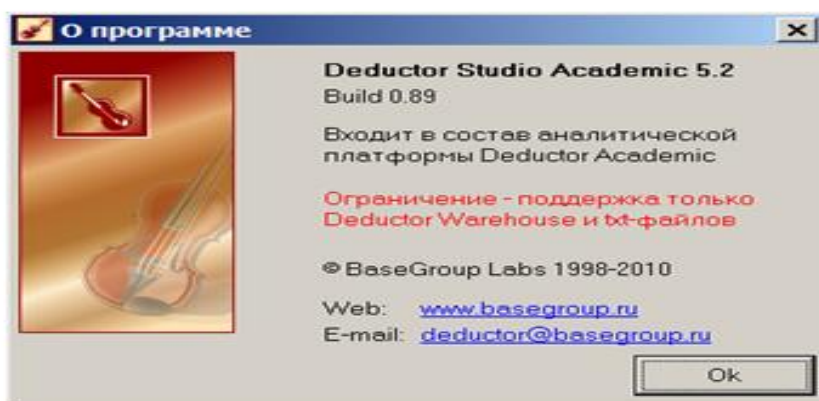 О программе
Deductor Studio Academic 5.2
Build 0.89
Входит в состав аналитической
платформы Deductor Academic
Ограничение - поддержка только
Deductor Warehouse и txt-файлов
© BaseGroup Labs 1998-2010
Web: www.basegroup.ru
E-mail: deductor@basegroup.ru
Ok